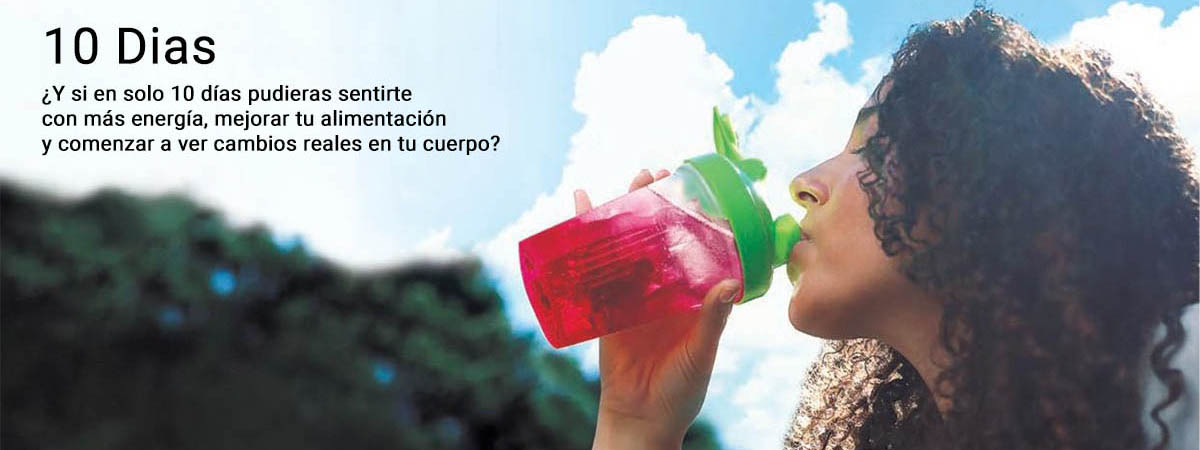 10 Dias
¿Y si en solo 10 días pudieras sentirte
con más energía, mejorar tu alimentación
y comenzar a ver cambios reales en tu cuerpo?